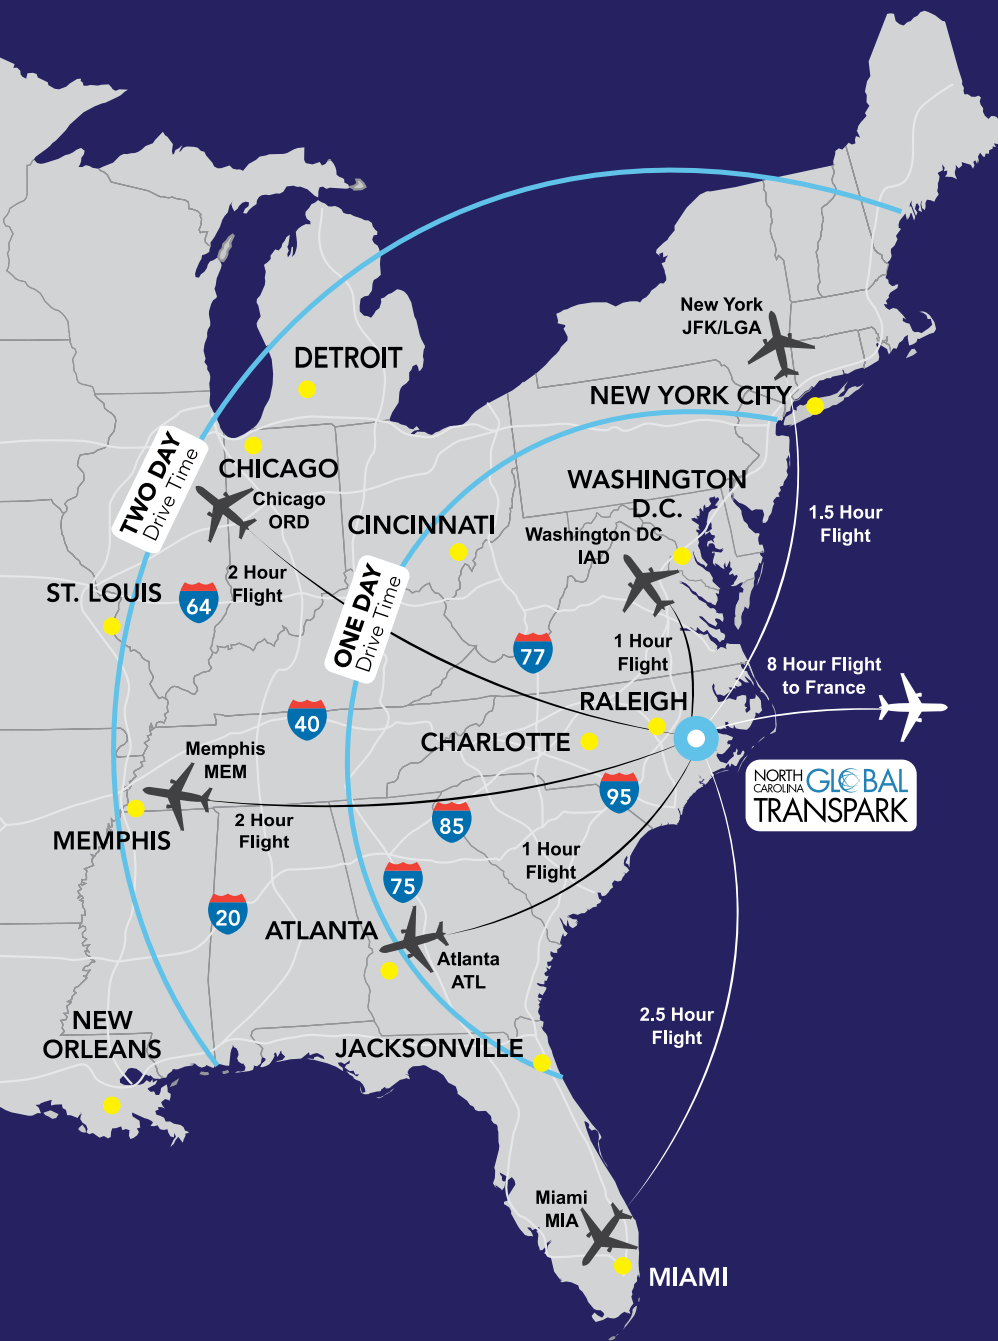 New York
JFK/LGA
DETROIT
NEW YORK CITY
TWO DAY
Drive Time
CHICAGO
Chicago
ORD
WASHINGTON
D.C.
Washington DC
IAD
1.5 Hour
Flight
CINCINNATI
ST. LOUIS
64
2 Hour
Flight
ONE DAY
Drive Time
77
1 Hour
Flight
8 Hour Flight
to France
RALEIGH
40
CHARLOTTE
Memphis
MEM
95
NORTH
CAROLINA
GLOBAL
TRANSPARK
MEMPHIS
2 Hour
Flight
85
1 Hour
Flight
75
20
ATLANTA
Atlanta
ATL
NEW
ORLEANS
2.5 Hour
Flight
JACKSONVILLE
Miami
MIA
MIAMI